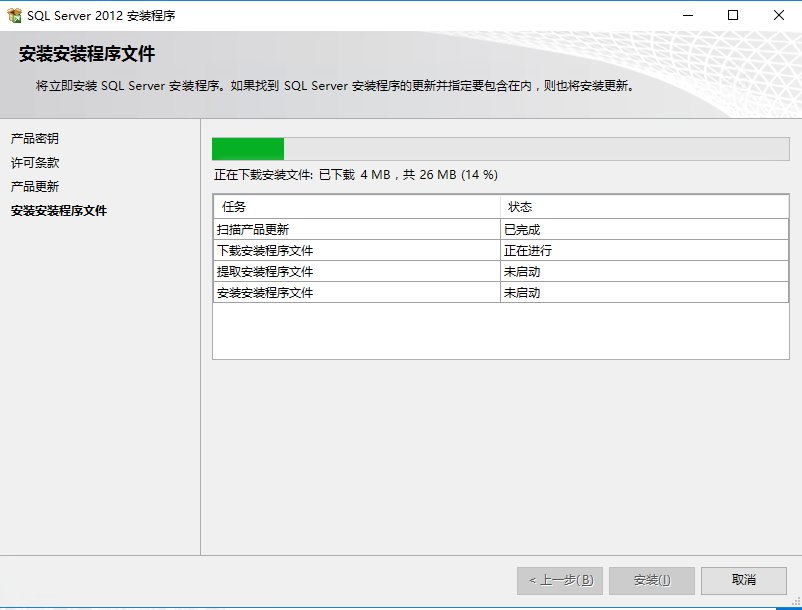 SQL Server 2012 安装程序
安装安装程序文件
将立即安装 SQL Server 安装程序。如果找到 SQL Server 安装程序的更新并指定要包含在内，则也将安装更新。
产品密钥
许可条款
产品更新
安装安装程序文件
正在下载安装文件: 已下载 4 MB，共 26 MB (14 %)
任务 状态
扫描产品更新 已完成
下载安装程序文件 正在进行
提取安装程序文件 未启动
安装安装程序文件 未启动
< 上一步(B) 安装(I) 取消